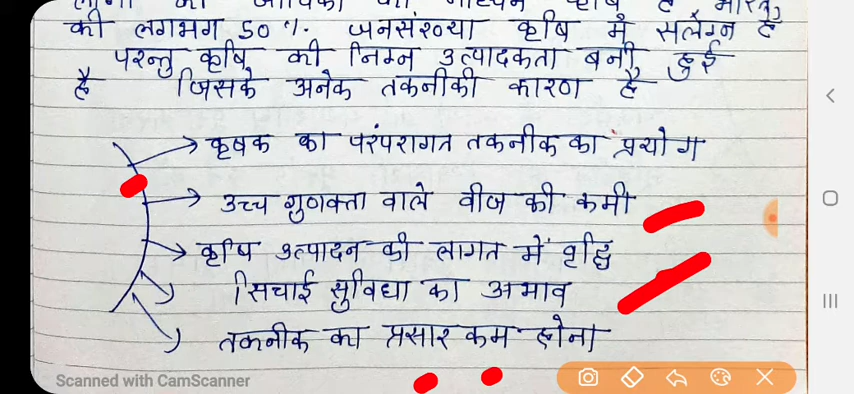 की लगभग 50%. जनसंख्या कृषि में संलग्न है
परन्तु कृषि की निम्न उत्पादकता बनी हुई
है जिसके अनेक तकनीकी कारण है
कृषक का परंपरागत तकनीक का प्रयोग
उच्च गुणवत्ता वाले बीज की कमी
कृषि उत्पादन की लागत में वृद्धि
सिचाई सुविधा का अभाव
तकनीक का प्रसार कम होना
Scanned with CamScanner